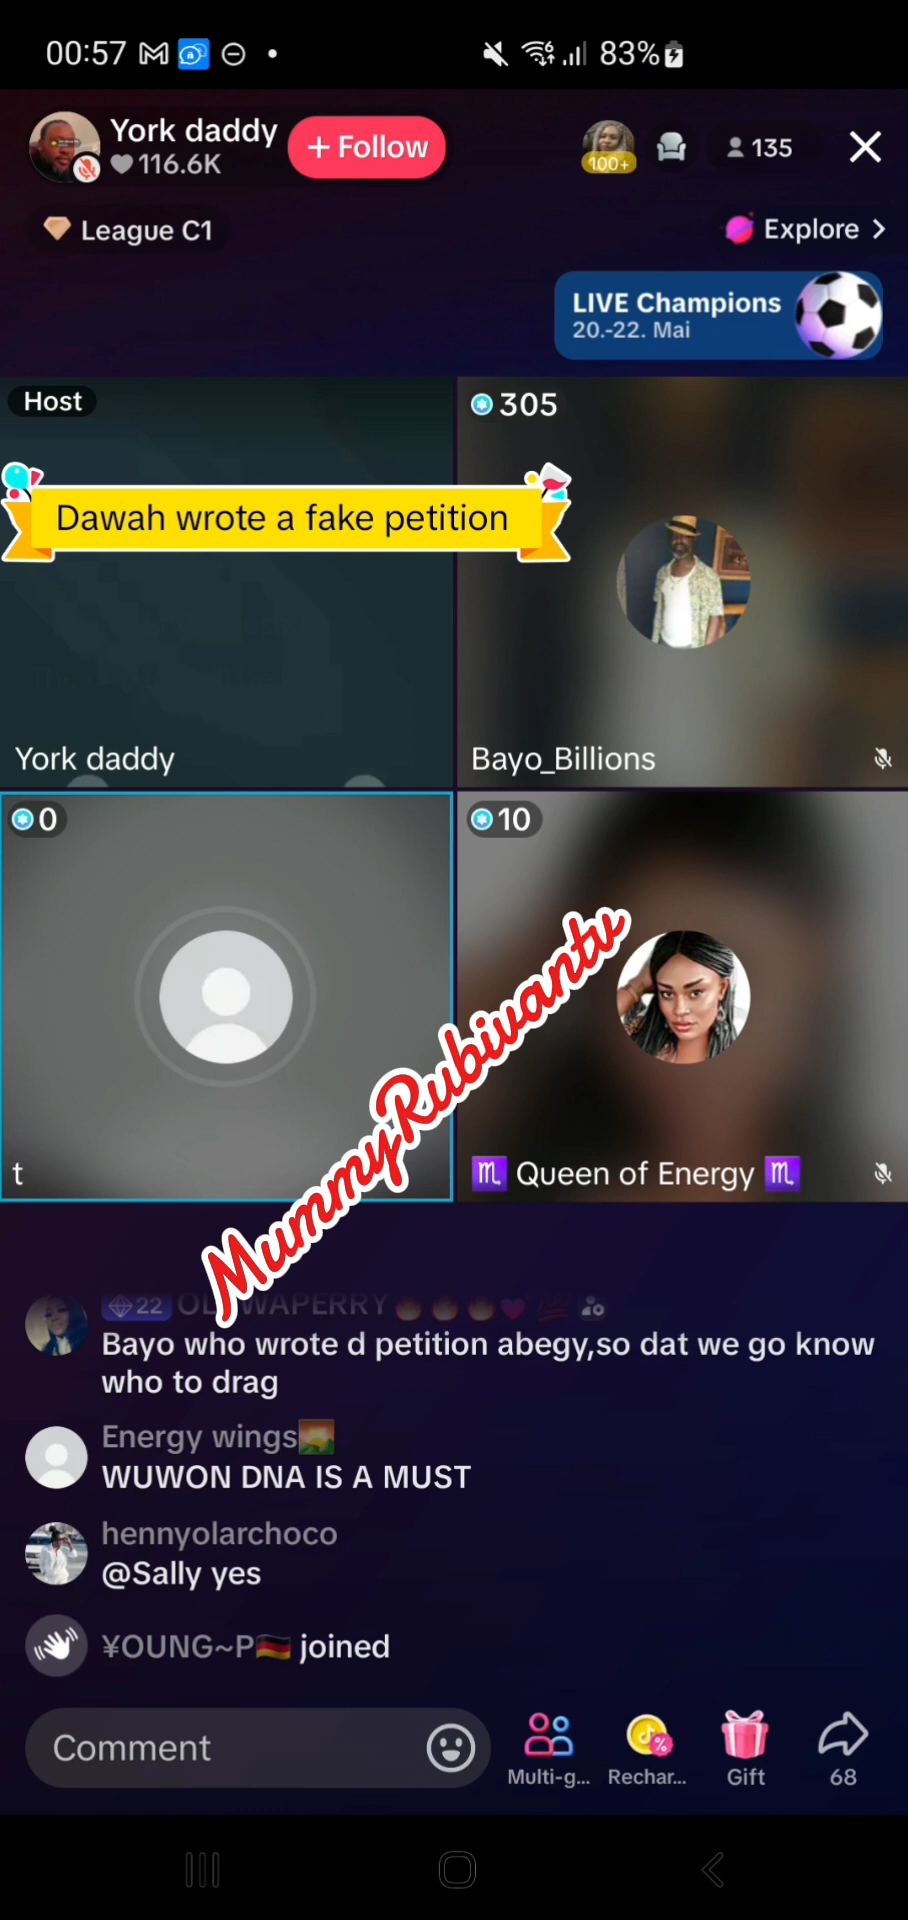 00:57
83%
York daddy
116.6K
+ Follow
100+
135
League C1
Explore >
LIVE Champions
20.-22. Mai
Host
305
Dawah wrote a fake petition
York daddy
Bayo_Billions
0
10
MummyRubivantv
t
♏ Queen of Energy ♏
22
Bayo who wrote d petition abegy,so dat we go know
who to drag
Energy wings🌄
WUWON DNA IS A MUST
hennyolarchoco
@Sally yes
¥OUNG~P🇩🇪 joined
Comment
Multi-g...
Rechar...
Gift
68